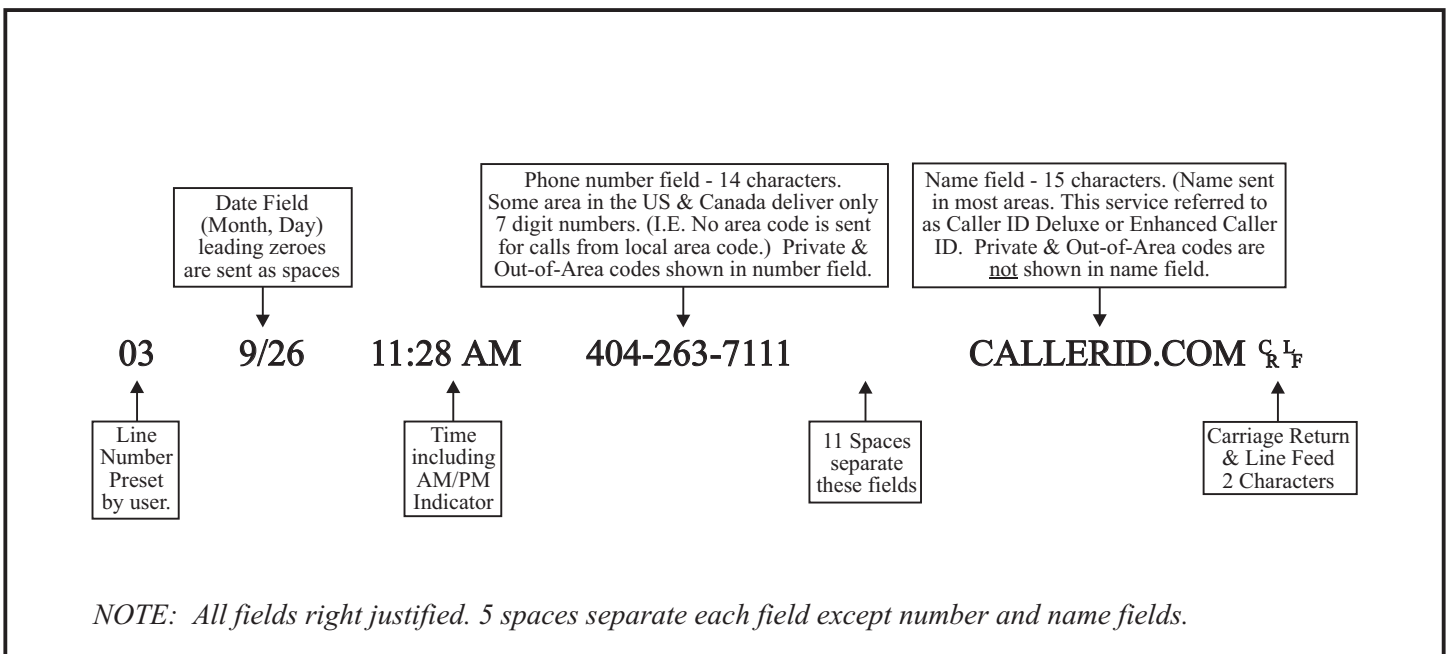 Date Field
(Month, Day)
leading zeroes
are sent as spaces
Phone number field - 14 characters.
Some area in the US & Canada deliver only
7 digit numbers. (I.E. No area code is sent
for calls from local area code.) Private &
Out-of-Area codes shown in number field.
Name field - 15 characters. (Name sent
in most areas. This service referred to
as Caller ID Deluxe or Enhanced Caller
ID. Private & Out-of-Area codes are
not shown in name field.
03 9/26 11:28 AM 404-263-7111 CALLERID.COM CR LF
Line
Number
Preset
by user.
Time
including
AM/PM
Indicator
11 Spaces
separate
these fields
Carriage Return
& Line Feed
2 Characters
NOTE: All fields right justified. 5 spaces separate each field except number and name fields.